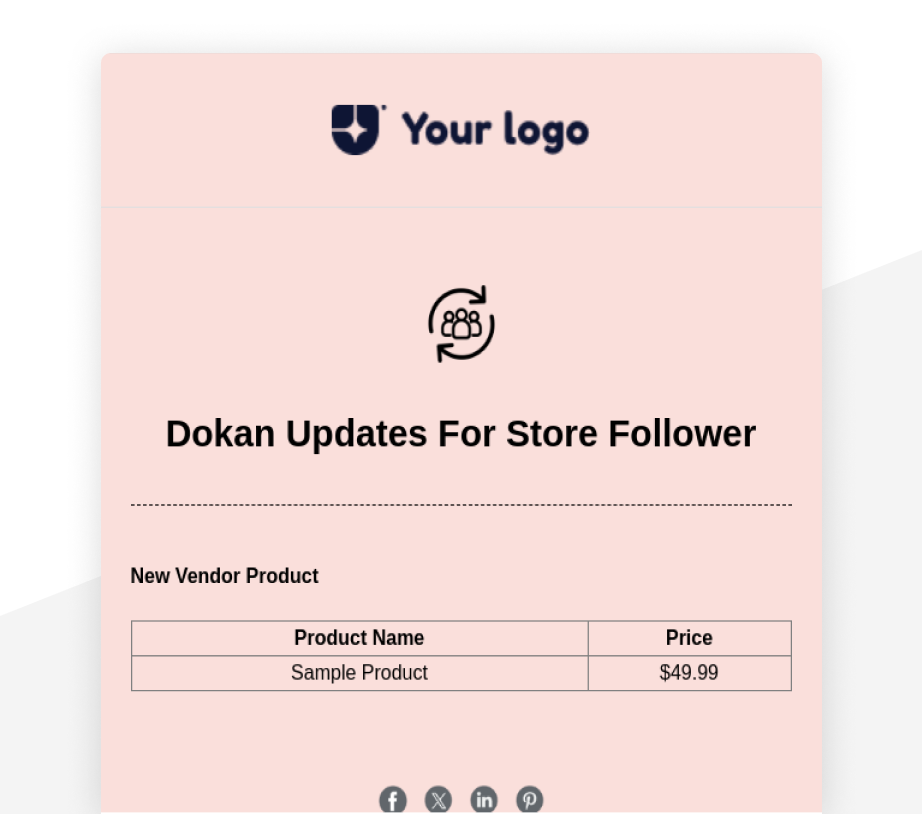 Your logo
Dokan Updates For Store Follower
New Vendor Product
Product Name Price
Sample Product $49.99